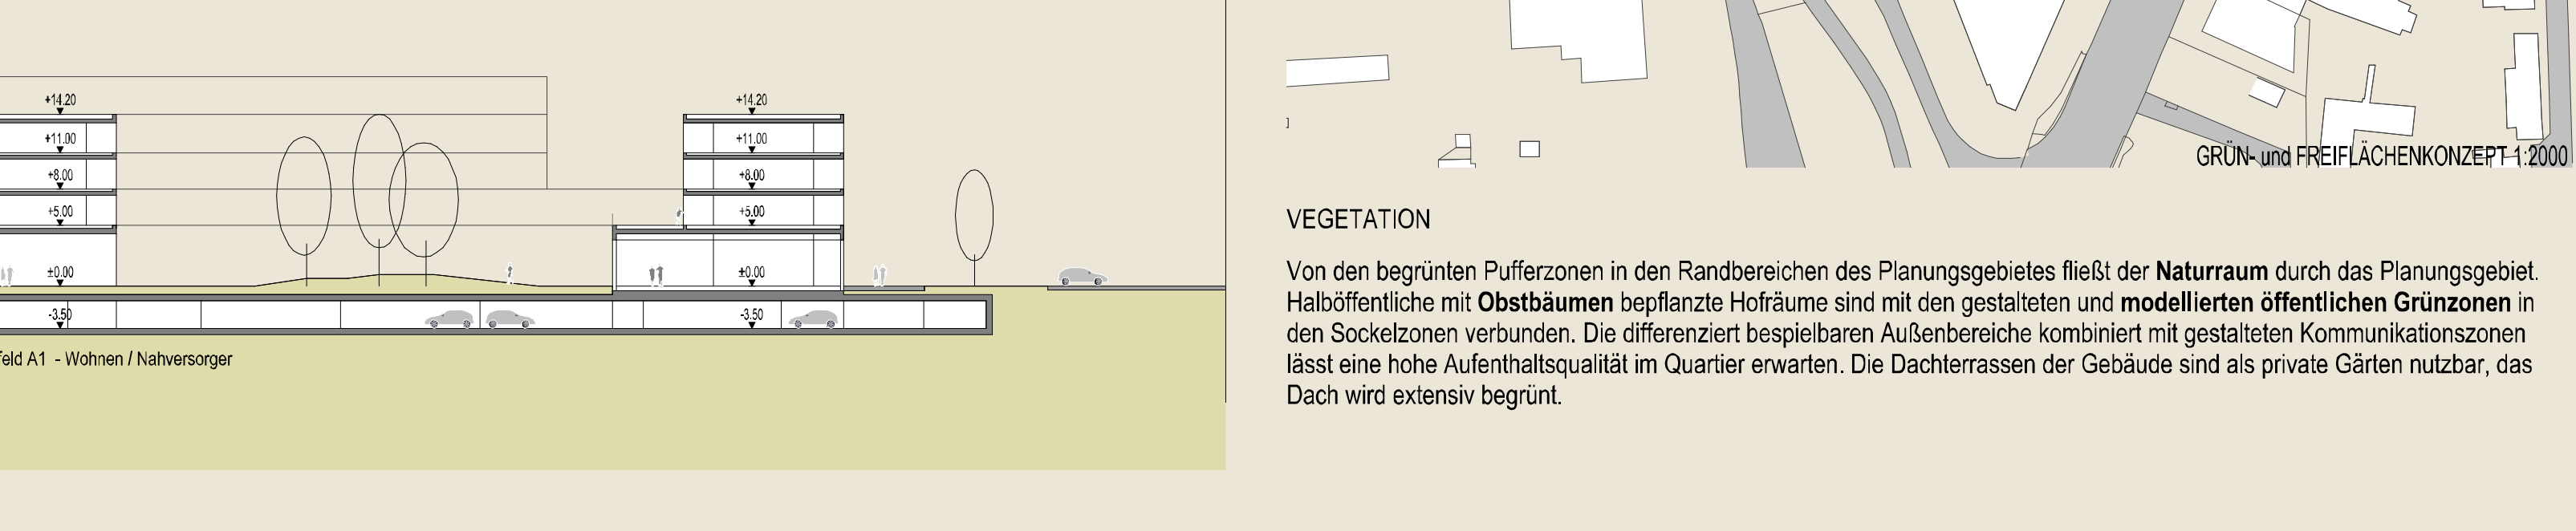 +14.20
+11.00
+8.00
+5.00
±0.00
-3.50
feld A1 - Wohnen / Nahversorger
+14.20
+11.00
+8.00
+5.00
±0.00
-3.50
GRÜN- und FREIFLÄCHENKONZEPT 1:2000
VEGETATION
Von den begrünten Pufferzonen in den Randbereichen des Planungsgebietes fließt der Naturraum durch das Planungsgebiet.
Halböffentliche mit Obstbäumen bepflanzte Hofräume sind mit den gestalteten und modellierten öffentlichen Grünzonen in
den Sockelzonen verbunden. Die differenziert bespielbaren Außenbereiche kombiniert mit gestalteten Kommunikationszonen
lässt eine hohe Aufenthaltsqualität im Quartier erwarten. Die Dachterrassen der Gebäude sind als private Gärten nutzbar, das
Dach wird extensiv begrünt.